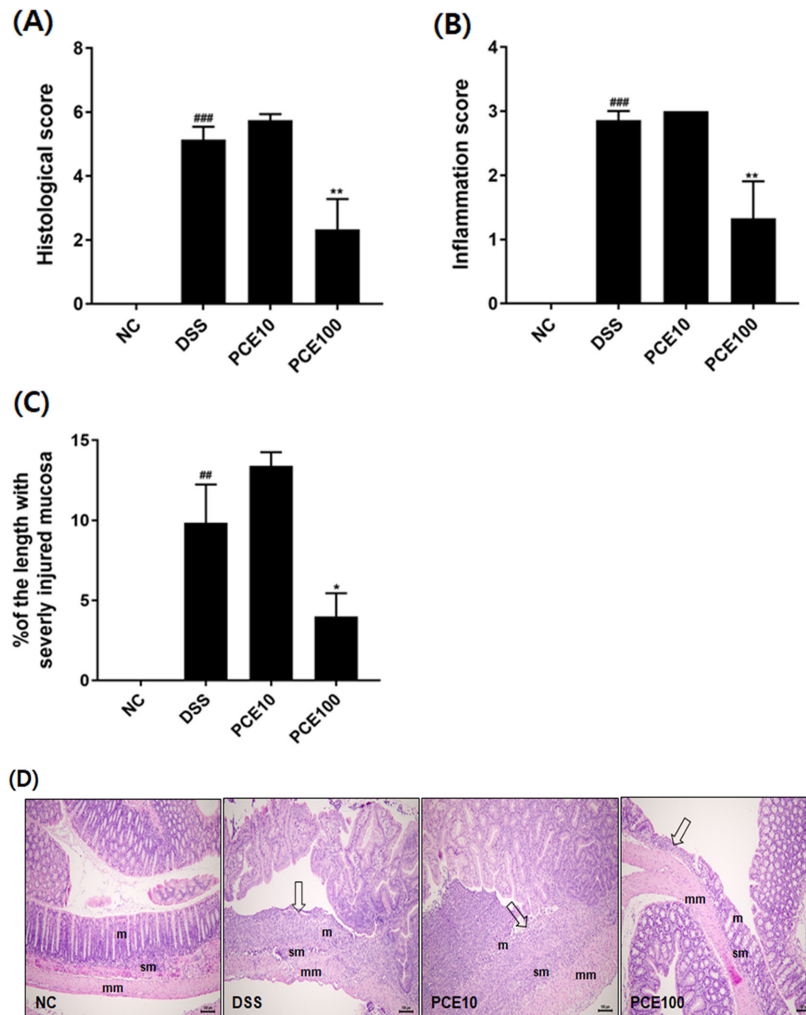 (A)
Histological score
8
6
4
2
0
###
**
NC
DSS
PCE10
PCE100
(B)
Inflammation score
4
3
2
1
0
###
**
NC
DSS
PCE10
PCE100
(C)
%of the length with
severly injured mucosa
15
10
5
0
##
*
NC
DSS
PCE10
PCE100
(D)
m
sm
mm
NC
m
sm
mm
DSS
m
sm
mm
PCE10
mm
m
sm
PCE100